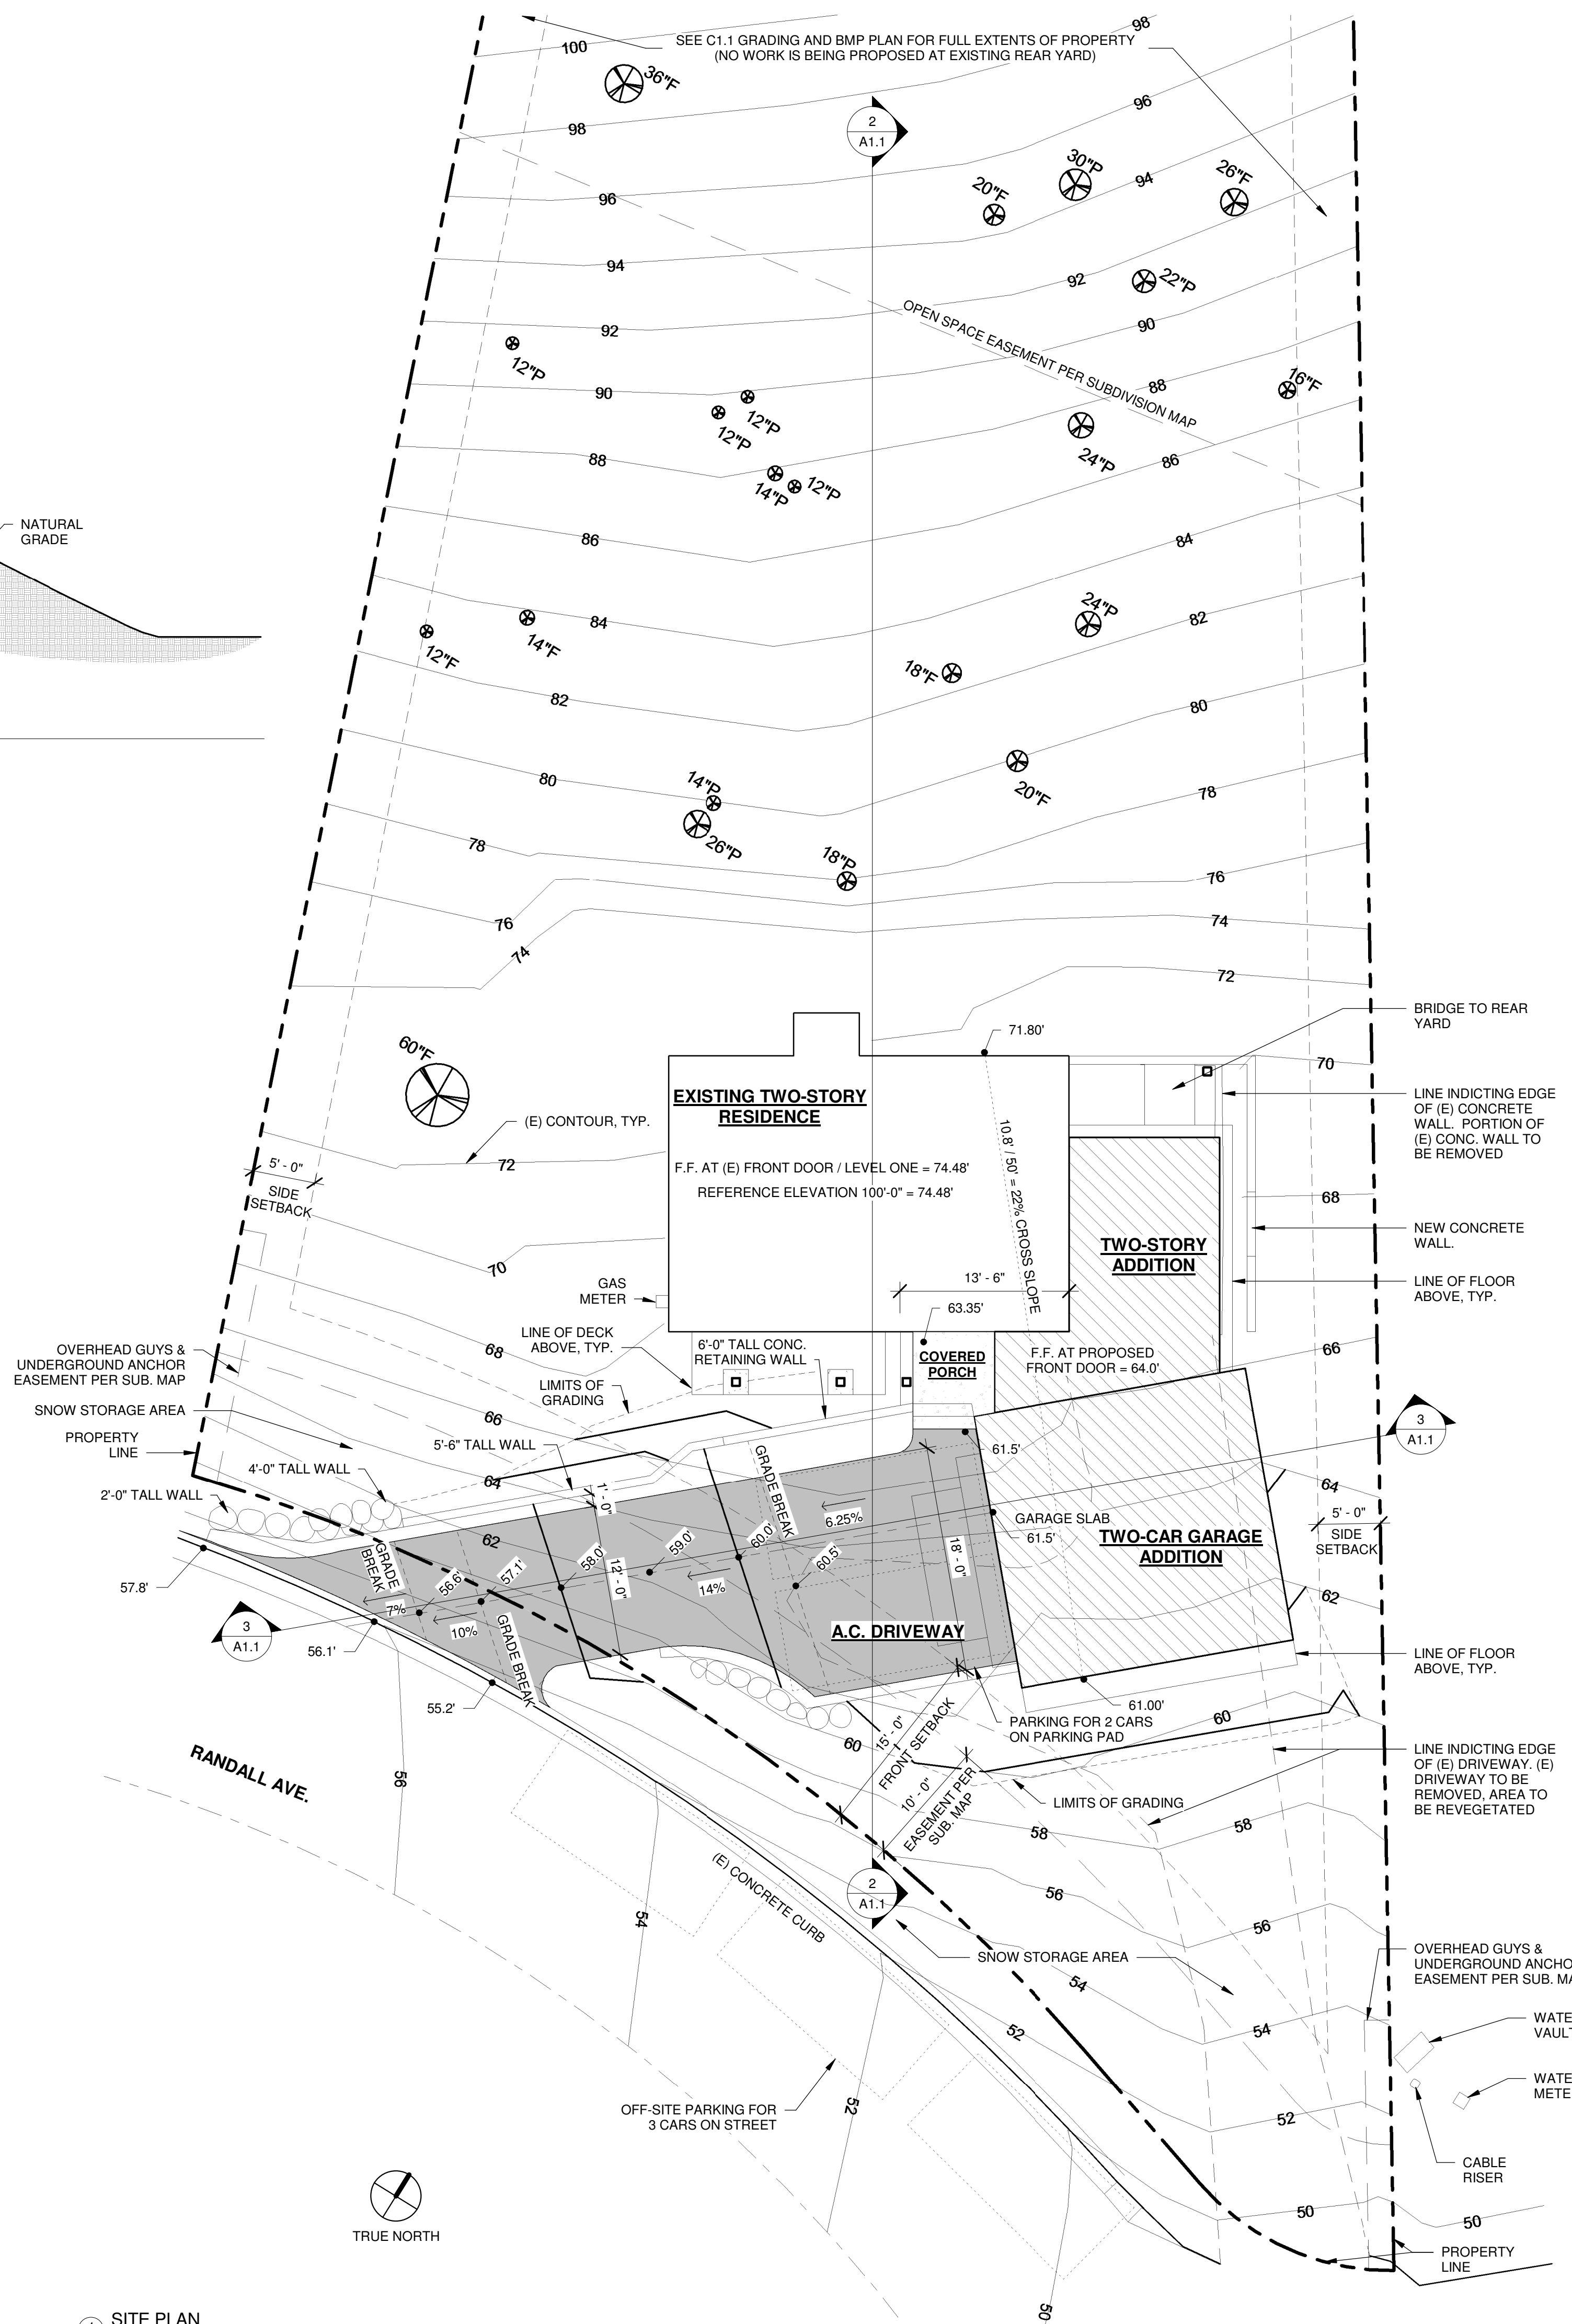 SEE C1.1 GRADING AND BMP PLAN FOR FULL EXTENTS OF PROPERTY
(NO WORK IS BEING PROPOSED AT EXISTING REAR YARD)
100
98
36"F
98
96
2
A1.1
30"P
20"F
94
26"F
96
94
92
22"P
OPEN SPACE EASEMENT PER SUBDIVISION MAP
90
92
12"P
90
12"P
12"P
88
16"F
24"P
86
88
14"P
12"P
NATURAL
GRADE
86
84
84
14"F
12"F
24"P
82
18"F
82
80
80
14"P
26"P
20"F
78
78
18"P
76
76
74
74
72
71.80'
BRIDGE TO REAR
YARD
60"F
70
EXISTING TWO-STORY
RESIDENCE
LINE INDICTING EDGE
OF (E) CONCRETE
WALL. PORTION OF
(E) CONC. WALL TO
BE REMOVED
(E) CONTOUR, TYP.
72
F.F. AT (E) FRONT DOOR / LEVEL ONE = 74.48'
REFERENCE ELEVATION 100'-0" = 74.48'
10.8' / 50' = 22% CROSS SLOPE
5' - 0"
SIDE
SETBACK
68
NEW CONCRETE
WALL.
TWO-STORY
ADDITION
70
GAS
METER
13' - 6"
63.35'
LINE OF FLOOR
ABOVE, TYP.
LINE OF DECK
ABOVE, TYP.
6'-0" TALL CONC.
RETAINING WALL
COVERED
PORCH
F.F. AT PROPOSED
FRONT DOOR = 64.0'
66
68
OVERHEAD GUYS &
UNDERGROUND ANCHOR
EASEMENT PER SUB. MAP
LIMITS OF
GRADING
SNOW STORAGE AREA
66
3
A1.1
PROPERTY
LINE
5'-6" TALL WALL
61.5'
4'-0" TALL WALL
64
GRADE BREAK
64
2'-0" TALL WALL
1' - 0"
6.25%
GARAGE SLAB
61.5'
5' - 0"
SIDE
SETBACK
TWO-CAR GARAGE
ADDITION
62
GRADE
BREAK
56.6'
57.1'
58.0'
12' - 0"
59.0'
60.0'
60.5'
18' - 0"
57.8'
14%
62
7%
10%
A.C. DRIVEWAY
3
A1.1
56.1'
GRADE BREAK
LINE OF FLOOR
ABOVE, TYP.
55.2'
61.00'
60
15' - 0"
FRONT SETBACK
PARKING FOR 2 CARS
ON PARKING PAD
60
RANDALL AVE.
56
10' - 0"
EASEMENT PER
SUB. MAP
LIMITS OF GRADING
LINE INDICTING EDGE
OF (E) DRIVEWAY. (E)
DRIVEWAY TO BE
REMOVED, AREA TO
BE REVEGETATED
58
58
(E) CONCRETE CURB
2
A1.1
56
54
56
SNOW STORAGE AREA
OVERHEAD GUYS &
UNDERGROUND ANCHO
EASEMENT PER SUB. MA
54
52
54
WATE
VAULT
WATE
METE
OFF-SITE PARKING FOR
3 CARS ON STREET
52
52
CABLE
RISER
TRUE NORTH
50
50
PROPERTY
LINE
50
SITE PLAN